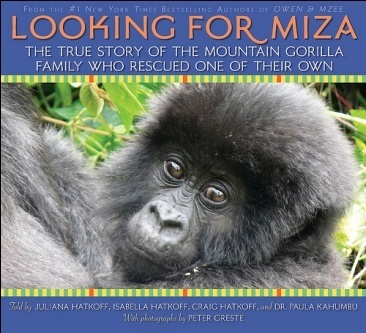 FROM THE #1 NEW YORK TIMES BESTSELLING AUTHORS OF OWEN & MZEE
LOOKING FOR MIZA
THE TRUE STORY OF THE MOUNTAIN GORILLA
FAMILY WHO RESCUED ONE OF THEIR OWN
Told by JULIANA HATKOFF, ISABELLA HATKOFF, CRAIG HATKOFF, and DR. PAULA KAHUMBU
With photographs by PETER GRESTE